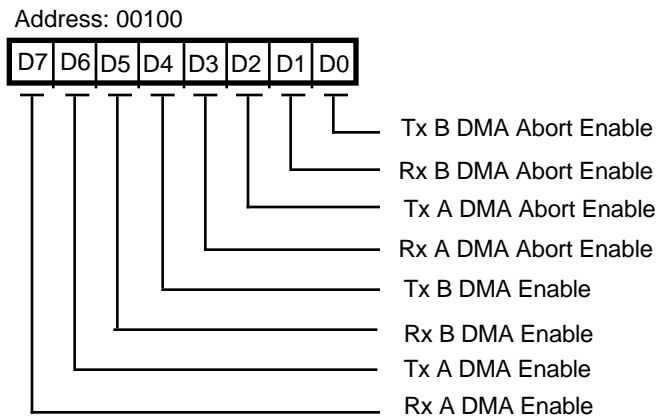 Address: 00100
D7 D6 D5 D4 D3 D2 D1 D0
Tx B DMA Abort Enable
Rx B DMA Abort Enable
Tx A DMA Abort Enable
Rx A DMA Abort Enable
Tx B DMA Enable
Rx B DMA Enable
Tx A DMA Enable
Rx A DMA Enable